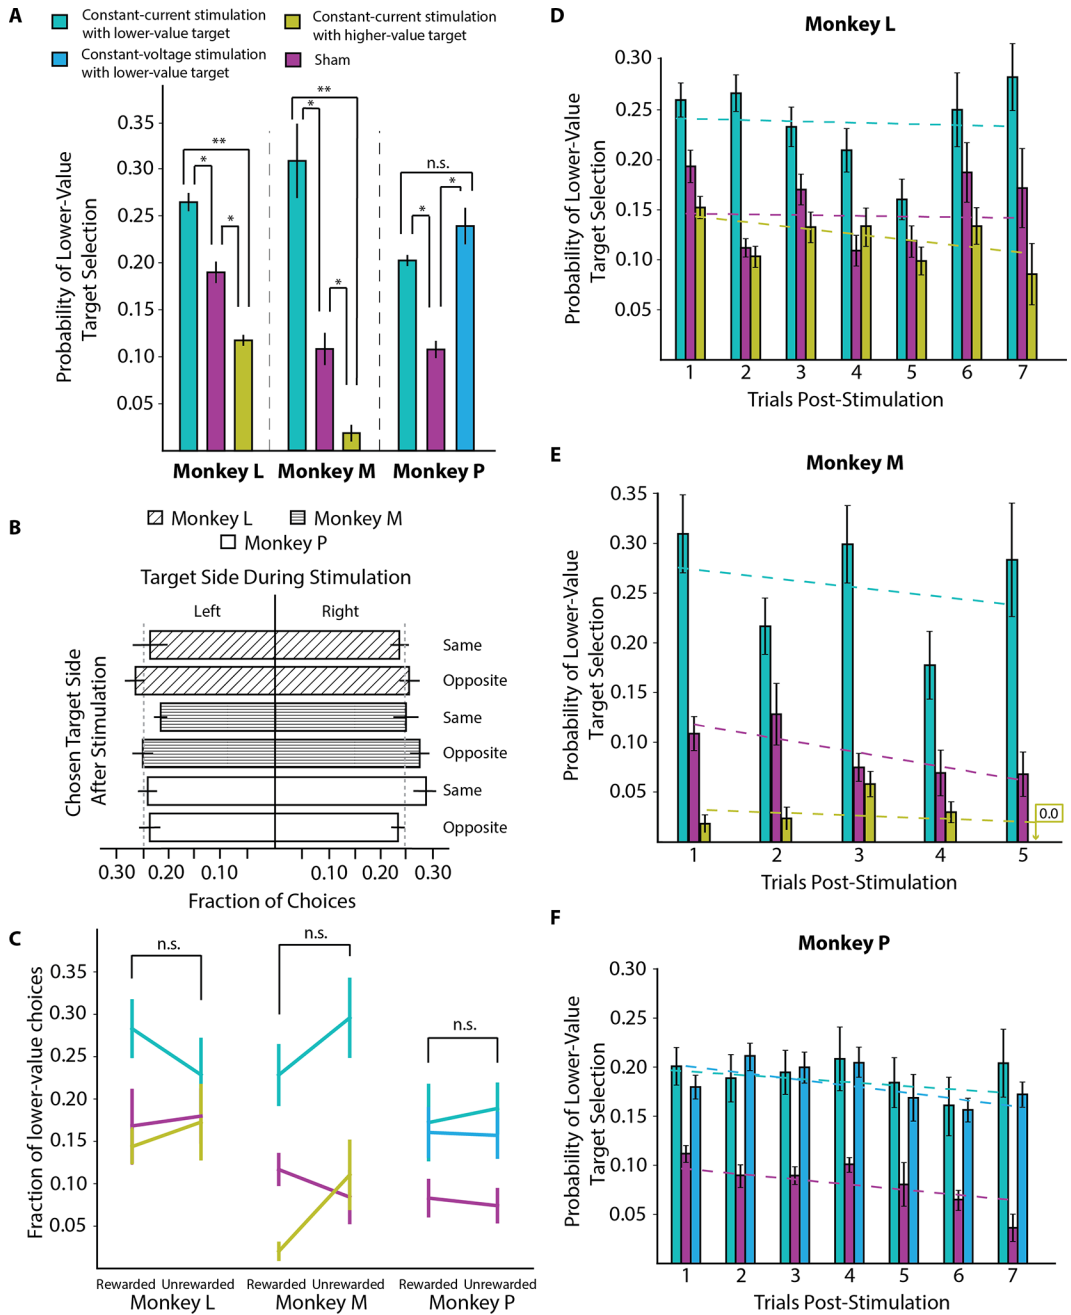 A
Constant-current stimulation
with lower-value target
Constant-current stimulation
with higher-value target
Constant-voltage stimulation
with lower-value target
Sham
Probability of Lower-Value
Target Selection
0.35
0.30
0.25
0.20
0.15
0.10
0.05
**
*
*
**
*
*
n.s.
*
*
Monkey L
Monkey M
Monkey P
B
Monkey L
Monkey M
Monkey P
Target Side During Stimulation
Left
Right
Chosen Target Side
After Stimulation
Same
Opposite
Same
Opposite
Same
Opposite
0.30
0.20
0.10
0.10
0.20
0.30
Fraction of Choices
C
Fraction of lower-value choices
0.35
0.30
0.25
0.20
0.15
0.10
0.05
n.s.
n.s.
n.s.
Rewarded Unrewarded
Rewarded Unrewarded
Rewarded Unrewarded
Monkey L
Monkey M
Monkey P
D
Monkey L
Probability of Lower-Value
Target Selection
0.30
0.25
0.20
0.15
0.10
0.05
1 2 3 4 5 6 7
Trials Post-Stimulation
E
Monkey M
Probability of Lower-Value
Target Selection
0.35
0.30
0.25
0.20
0.15
0.10
0.05
0.0
1 2 3 4 5
Trials Post-Stimulation
F
Monkey P
Probability of Lower-Value
Target Selection
0.30
0.25
0.20
0.15
0.10
0.05
1 2 3 4 5 6 7
Trials Post-Stimulation